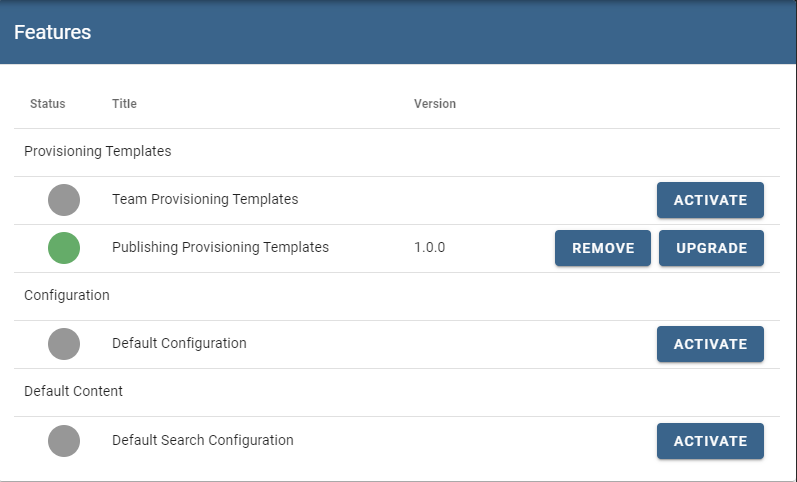 Features
Status Title Version
Provisioning Templates
Team Provisioning Templates ACTIVATE
Publishing Provisioning Templates 1.0.0 REMOVE UPGRADE
Configuration
Default Configuration ACTIVATE
Default Content
Default Search Configuration ACTIVATE